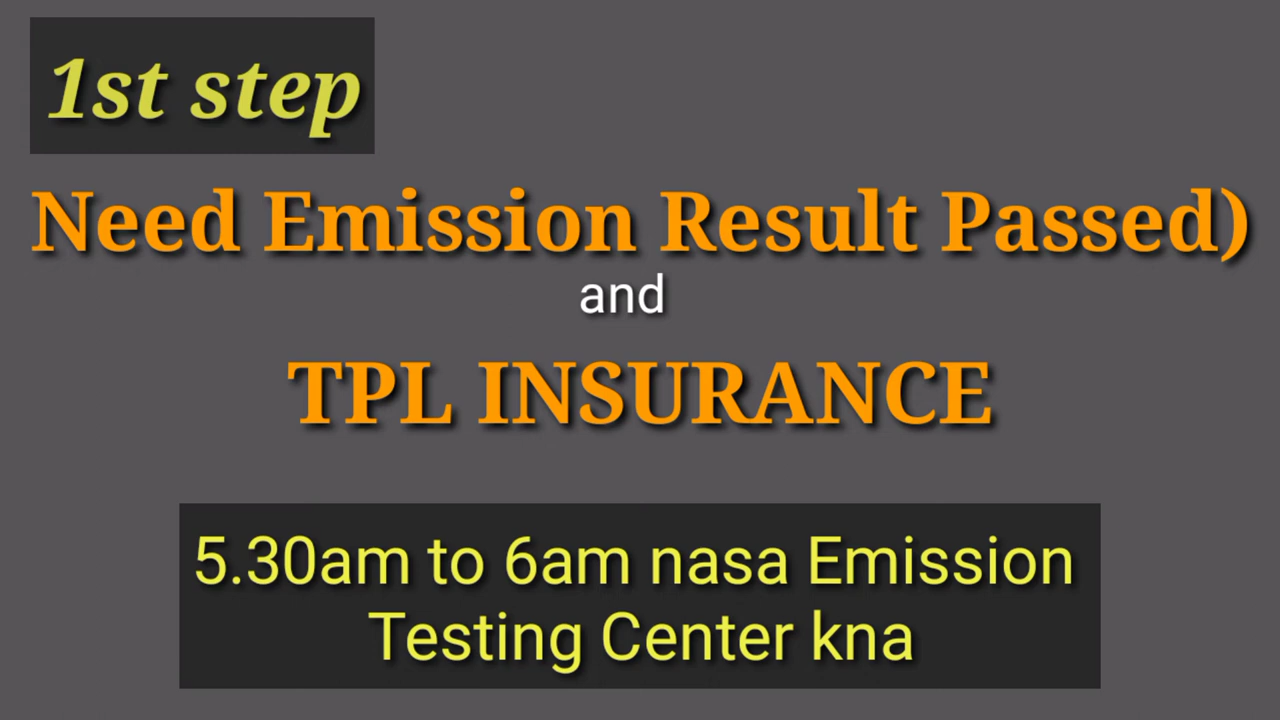 1st step
Need Emission Result Passed)
and
TPL INSURANCE
5.30am to 6am nasa Emission
Testing Center kna